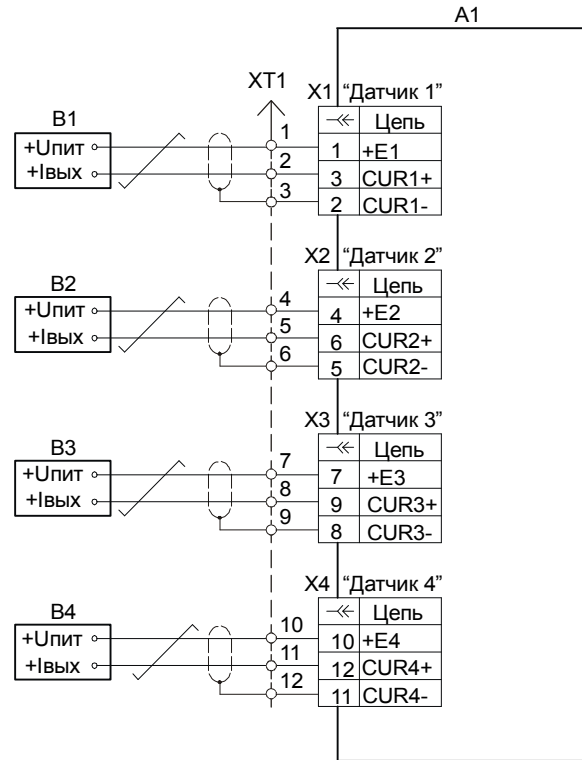 A1
XT1
X1 "Датчик 1"
Цепь
B1
+Uпит
+Iвых
1
2
3
1 +E1
3 CUR1+
2 CUR1-
X2 "Датчик 2"
Цепь
B2
+Uпит
+Iвых
4
5
6
4 +E2
6 CUR2+
5 CUR2-
X3 "Датчик 3"
Цепь
B3
+Uпит
+Iвых
7
8
9
7 +E3
9 CUR3+
8 CUR3-
X4 "Датчик 4"
Цепь
B4
+Uпит
+Iвых
10
11
12
10 +E4
12 CUR4+
11 CUR4-